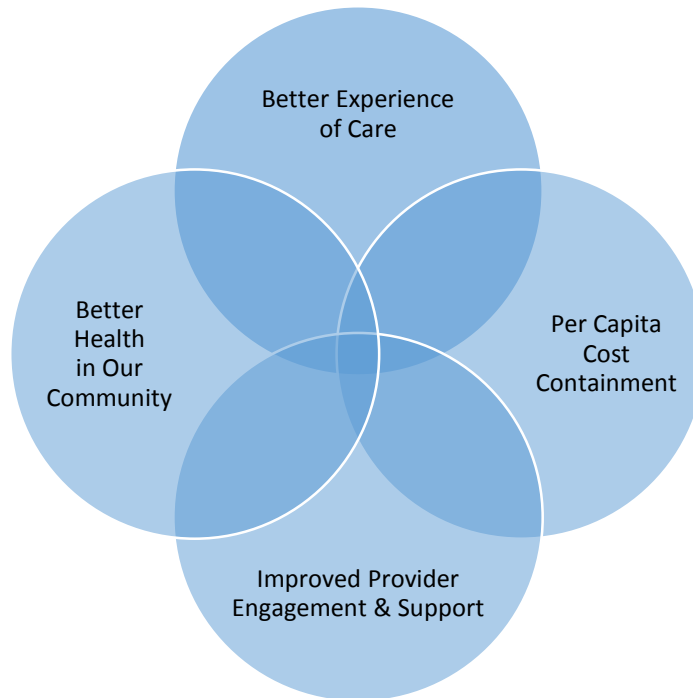 Better Experience
of Care
Better
Health
in Our
Community
Per Capita
Cost
Containment
Improved Provider
Engagement & Support